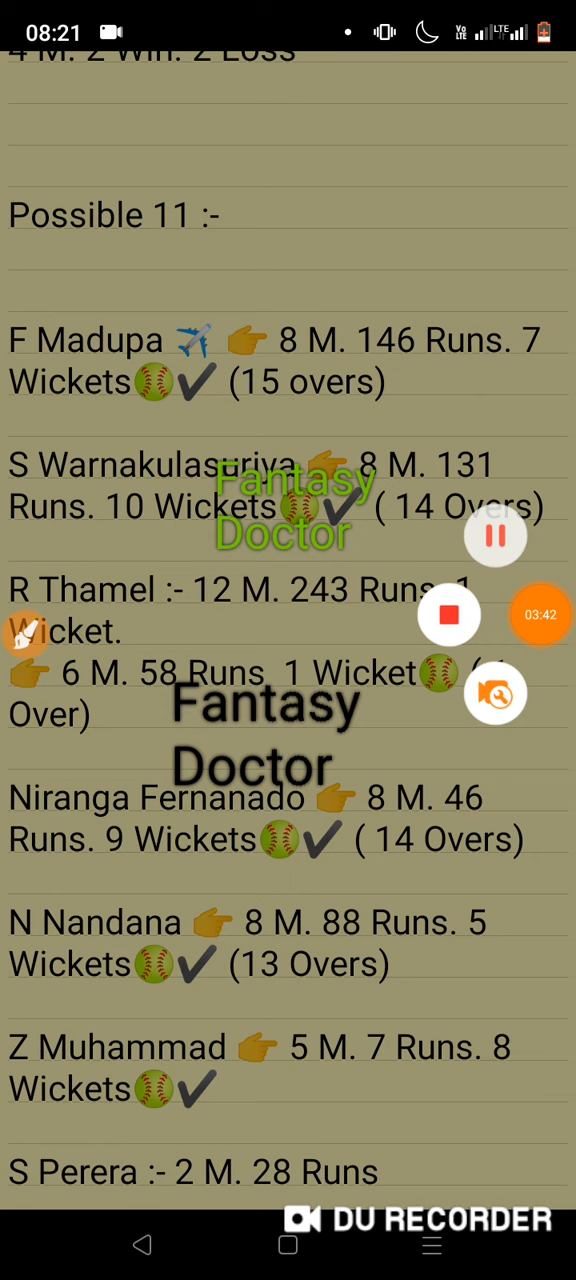 08:21
Vo LTE LTE
4 M. 2 Win. 2 Loss
Possible 11 :-
F Madupa ✈️ 👉 8 M. 146 Runs. 7
Wickets🥎✔️ (15 overs)
S Warnakulasuriya 👉 8 M. 131
Runs. 10 Wickets🥎✔️ ( 14 Overs)
Fantasy
Doctor
R Thamel :- 12 M. 243 Runs. 1
Wicket.
03:42
👉 6 M. 58 Runs. 1 Wicket🥎 (
Over)
Fantasy
Doctor
Niranga Fernanado 👉 8 M. 46
Runs. 9 Wickets🥎✔️ ( 14 Overs)
N Nandana 👉 8 M. 88 Runs. 5
Wickets🥎✔️ (13 Overs)
Z Muhammad 👉 5 M. 7 Runs. 8
Wickets🥎✔️
S Perera :- 2 M. 28 Runs
DU RECORDER